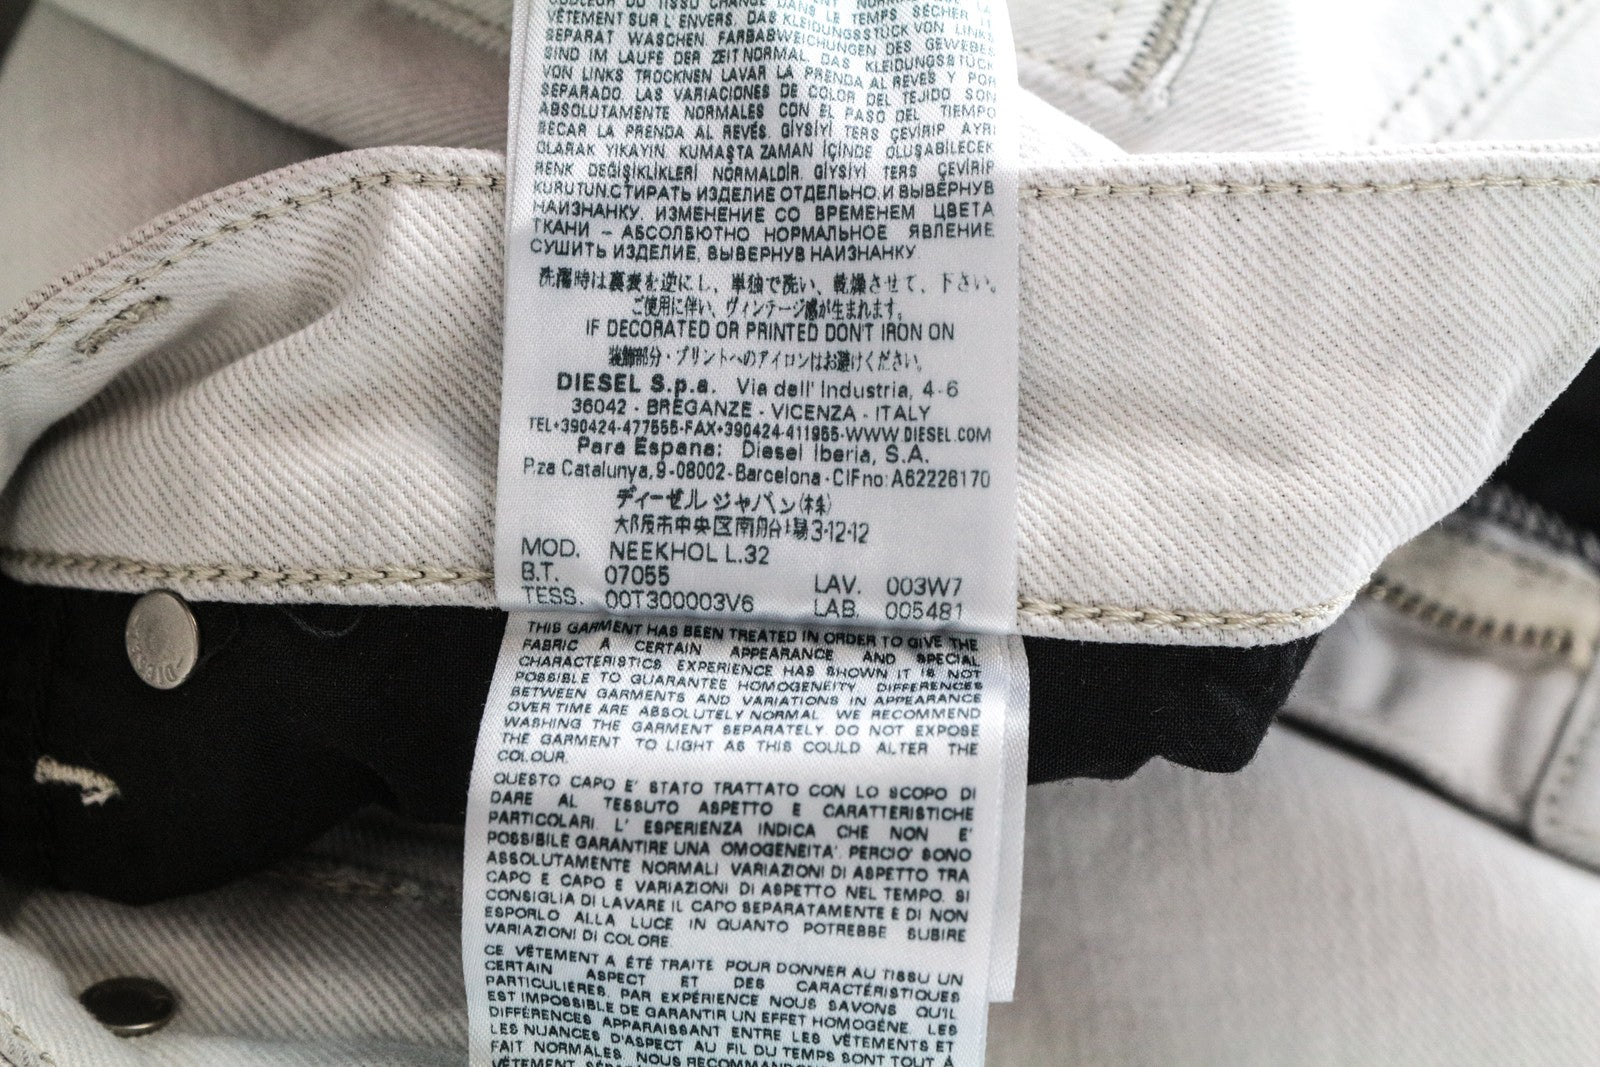 COULEUR DU TISSU CHANGE DANS LE TEMPS. SÉCHER LE
VÊTEMENT SUR L'ENVERS. DAS KLEIDUNGSSTÜCK VON LINKS
SEPARAT WASCHEN. FARBABWEICHUNGEN DES GEWEBES
SIND IM LAUFE DER ZEIT NORMAL. DAS KLEIDUNGSSTÜCK
VON LINKS TROCKNEN LAVAR LA PRENDA AL REVÉS Y POR
SEPARADO. LAS VARIACIONES DE COLOR DEL TEJIDO SON
ABSOLUTAMENTE NORMALES CON EL PASO DEL TIEMPO
SECAR LA PRENDA AL REVÉS. GİYSİYİ TERS ÇEVİRİP AYRI
OLARAK YIKAYIN. KUMAŞTA ZAMAN İÇİNDE OLUŞABİLECEK
RENK DEĞİŞİKLİKLERİ NORMALDİR. GİYSİYİ TERS ÇEVİRİP
KURUTUN. СТИРАТЬ ИЗДЕЛИЕ ОТДЕЛЬНО, И ВЫВЕРНУВ
НАИЗНАНКУ. ИЗМЕНЕНИЕ СО ВРЕМЕНЕМ ЦВЕТА
ТКАНИ – АБСОЛЮТНО НОРМАЛЬНОЕ ЯВЛЕНИЕ
СУШИТЬ ИЗДЕЛИЕ, ВЫВЕРНУВ НАИЗНАНКУ
洗濯時は裏表を逆にし、単独で洗い、乾燥させて、下さい。
ご使用に伴い、ヴィンテージ感が生まれます。
IF DECORATED OR PRINTED DON'T IRON ON
装飾部分・プリントへのアイロンはお避けください。
DIESEL S.p.a. Via dell' Industria, 4-6
36042 - BREGANZE - VICENZA - ITALY
TEL+390424-477555-FAX+390424-411955-WWW.DIESEL.COM
Para Espana: Diesel Iberia, S.A.
P.za Catalunya, 9-08002-Barcelona-CIFno: A62226170
ディーゼル ジャパン(株)
大阪市中央区南船場3-12-12
MOD. NEEKHOL L.32
B.T. 07055 LAV. 003W7
TESS. 00T300003V6 LAB. 005481
THIS GARMENT HAS BEEN TREATED IN ORDER TO GIVE THE
FABRIC A CERTAIN APPEARANCE AND SPECIAL
CHARACTERISTICS EXPERIENCE HAS SHOWN IT IS NOT
POSSIBLE TO GUARANTEE HOMOGENEITY. DIFFERENCES
BETWEEN GARMENTS AND VARIATIONS IN APPEARANCE
OVER TIME ARE ABSOLUTELY NORMAL. WE RECOMMEND
WASHING THE GARMENT SEPARATELY. DO NOT EXPOSE
THE GARMENT TO LIGHT AS THIS COULD ALTER THE
COLOUR.
QUESTO CAPO E' STATO TRATTATO CON LO SCOPO DI
DARE AL TESSUTO ASPETTO E CARATTERISTICHE
PARTICOLARI. L' ESPERIENZA INDICA CHE NON E'
POSSIBILE GARANTIRE UNA OMOGENEITA'. PERCIO' SONO
ASSOLUTAMENTE NORMALI VARIAZIONI DI ASPETTO TRA
CAPO E CAPO E VARIAZIONI DI ASPETTO NEL TEMPO. SI
CONSIGLIA DI LAVARE IL CAPO SEPARATAMENTE E DI NON
ESPORLO ALLA LUCE IN QUANTO POTREBBE SUBIRE
VARIAZIONI DI COLORE.
CE VÊTEMENT A ÉTÉ TRAITE POUR DONNER AU TISSU UN
CERTAIN ASPECT ET DES CARACTÉRISTIQUES
PARTICULIÈRES. PAR EXPÉRIENCE NOUS SAVONS QU'IL
EST IMPOSSIBLE DE GARANTIR UN EFFET HOMOGÈNE. LES
DIFFÉRENCES APPARAISSANT ENTRE LES VÊTEMENTS ET
LES NUANCES D'ASPECT AU FIL DU TEMPS SONT TOUT À
FAIT NORMALES. NOUS RECOMMANDONS
VÊTEMENT